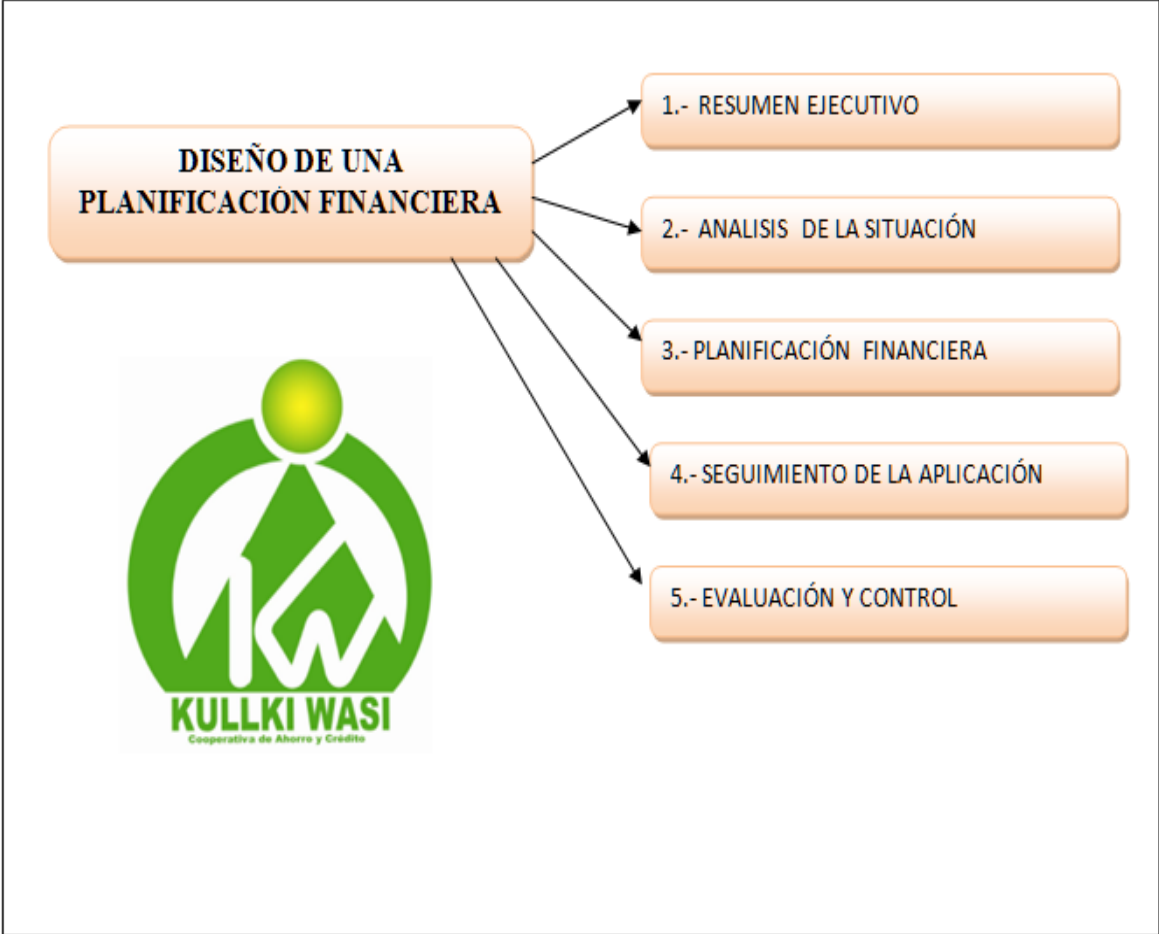 DISEÑO DE UNA
PLANIFICACIÓN FINANCIERA
1.- RESUMEN EJECUTIVO
2.- ANALISIS DE LA SITUACIÓN
3.- PLANIFICACIÓN FINANCIERA
4.- SEGUIMIENTO DE LA APLICACIÓN
5.- EVALUACIÓN Y CONTROL
KW
KULLKI WASI
Cooperativa de Ahorro y Crédito